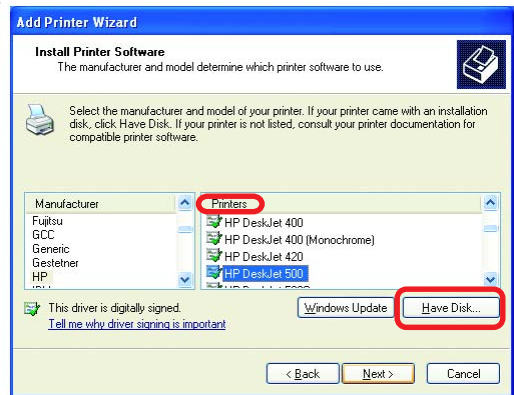 Add Printer Wizard
Install Printer Software
The manufacturer and model determine which printer software to use.
Select the manufacturer and model of your printer. If your printer came with an installation
disk, click Have Disk. If your printer is not listed, consult your printer documentation for
compatible printer software.
Manufacturer
Fujitsu
GCC
Generic
Gestetner
HP
Printers
HP DeskJet 400
HP DeskJet 400 (Monochrome)
HP DeskJet 420
HP DeskJet 500
This driver is digitally signed.
Tell me why driver signing is important
Windows Update
Have Disk...
< Back
Next >
Cancel